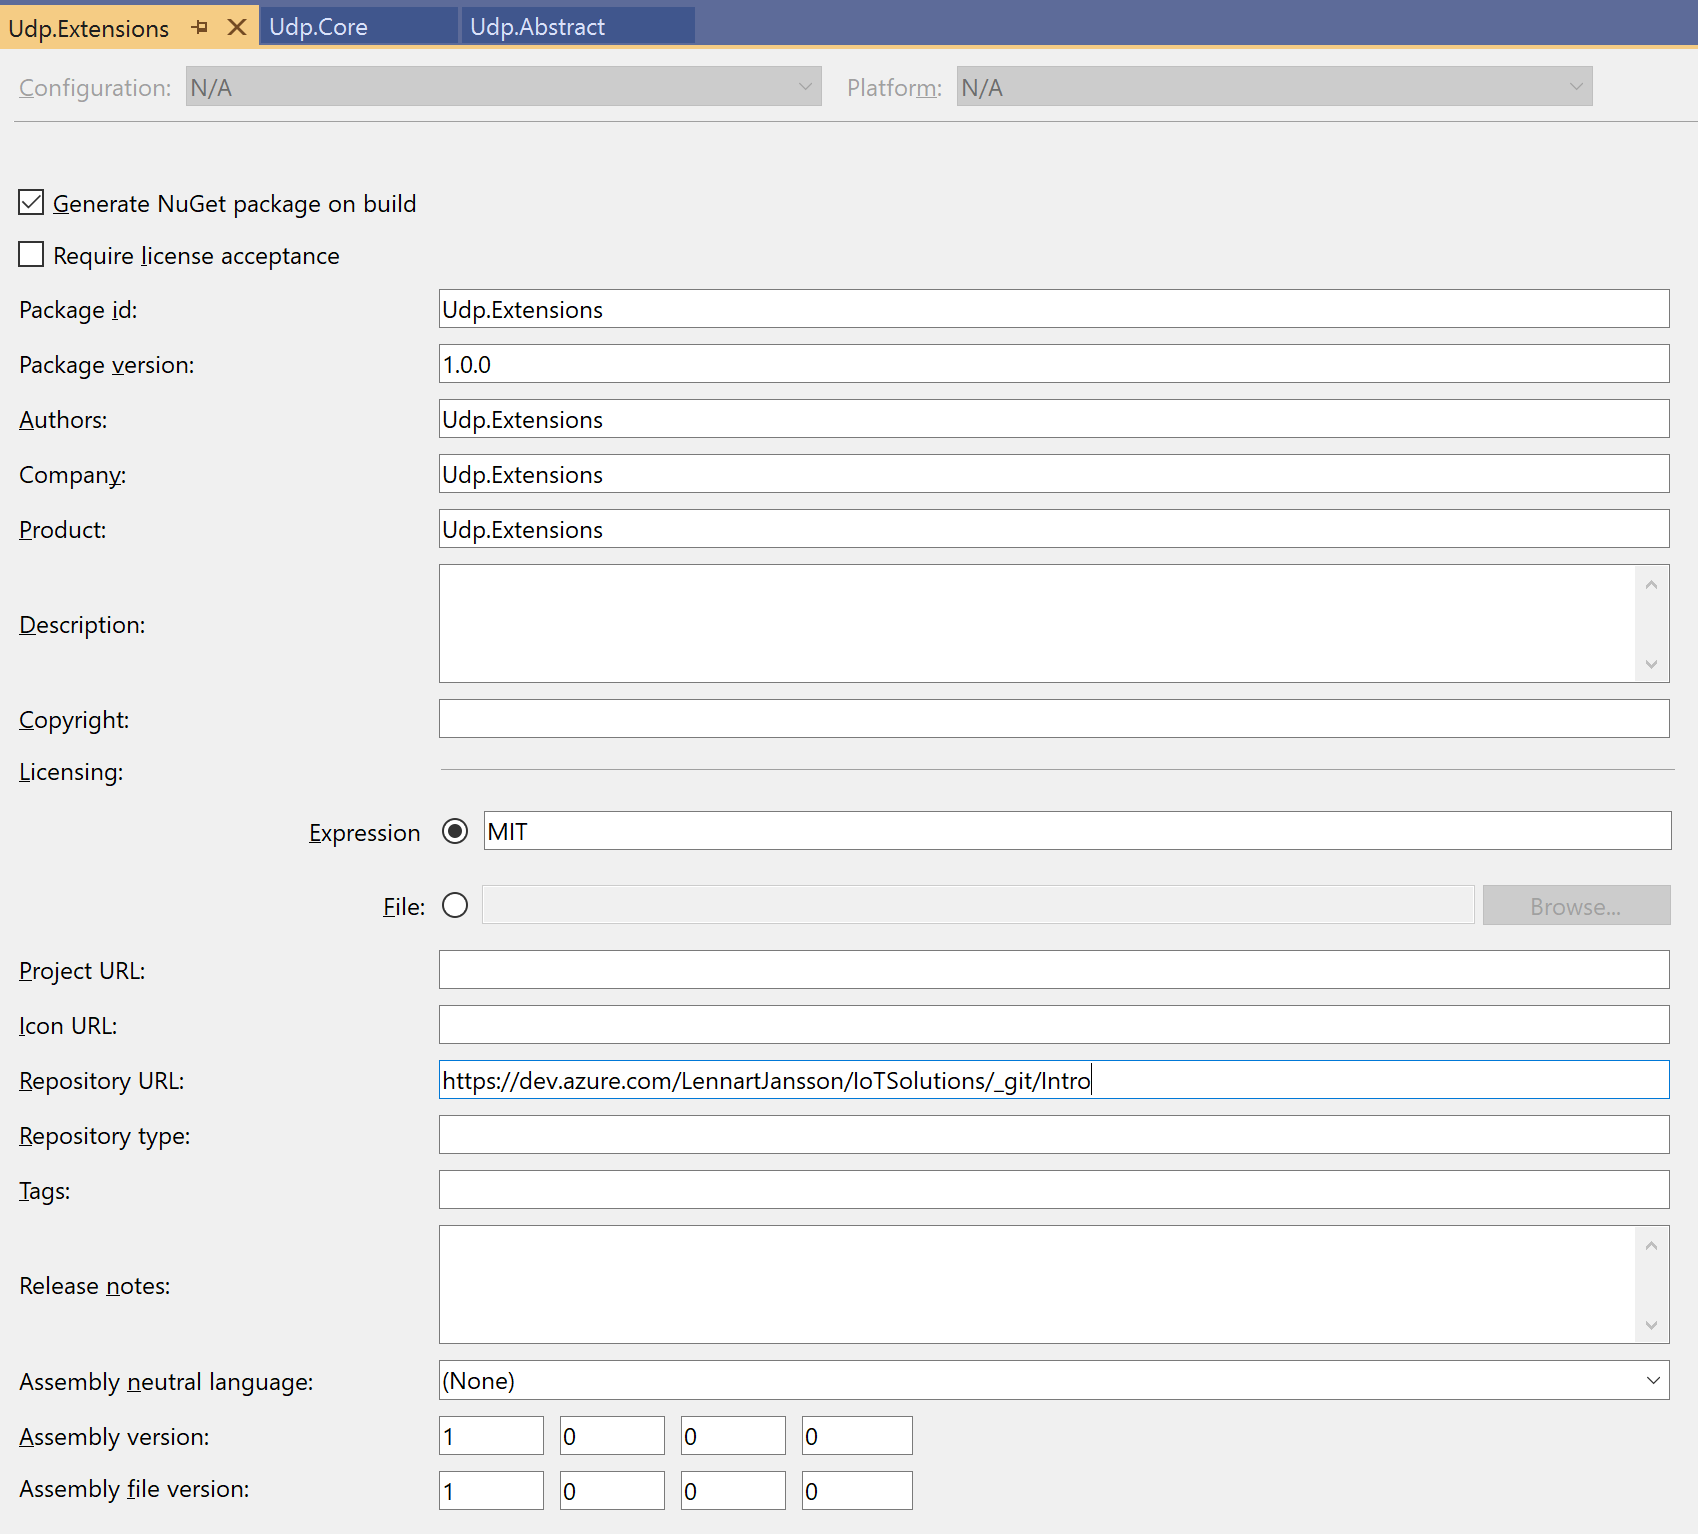 Udp.Extensions Udp.Core Udp.Abstract
Configuration: N/A Platform: N/A
Generate NuGet package on build
Require license acceptance
Package id: Udp.Extensions
Package version: 1.0.0
Authors: Udp.Extensions
Company: Udp.Extensions
Product: Udp.Extensions
Description:
Copyright:
Licensing:
Expression MIT
File: Browse...
Project URL:
Icon URL:
Repository URL: https://dev.azure.com/LennartJansson/IoTSolutions/_git/Intro
Repository type:
Tags:
Release notes:
Assembly neutral language: (None)
Assembly version: 1 0 0 0
Assembly file version: 1 0 0 0